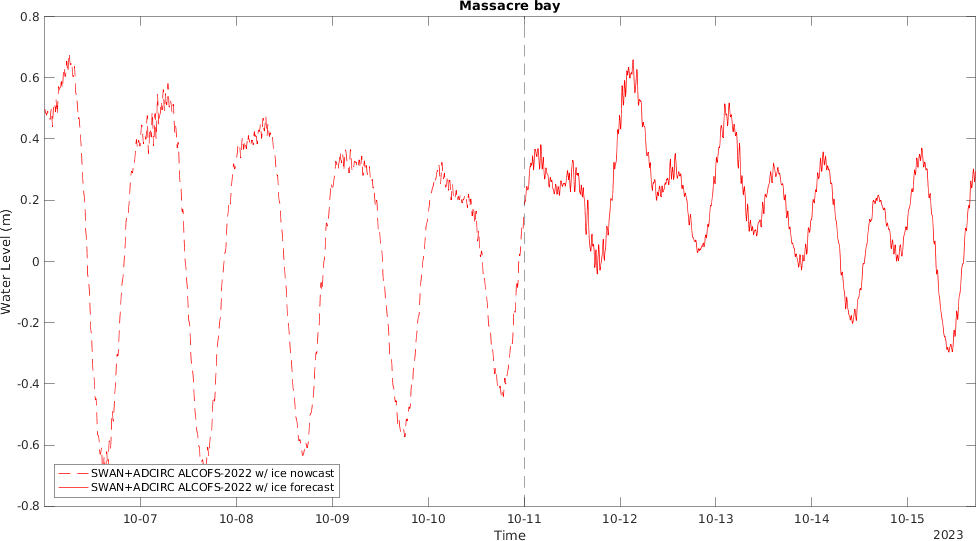 Massacre bay
0.8
0.6
0.4
0.2
0
-0.2
-0.4
-0.6
-0.8
Water Level (m)
SWAN+ADCIRC ALCOFS-2022 w/ ice nowcast
SWAN+ADCIRC ALCOFS-2022 w/ ice forecast
10-07 10-08 10-09 10-10 10-11 10-12 10-13 10-14 10-15
Time
2023